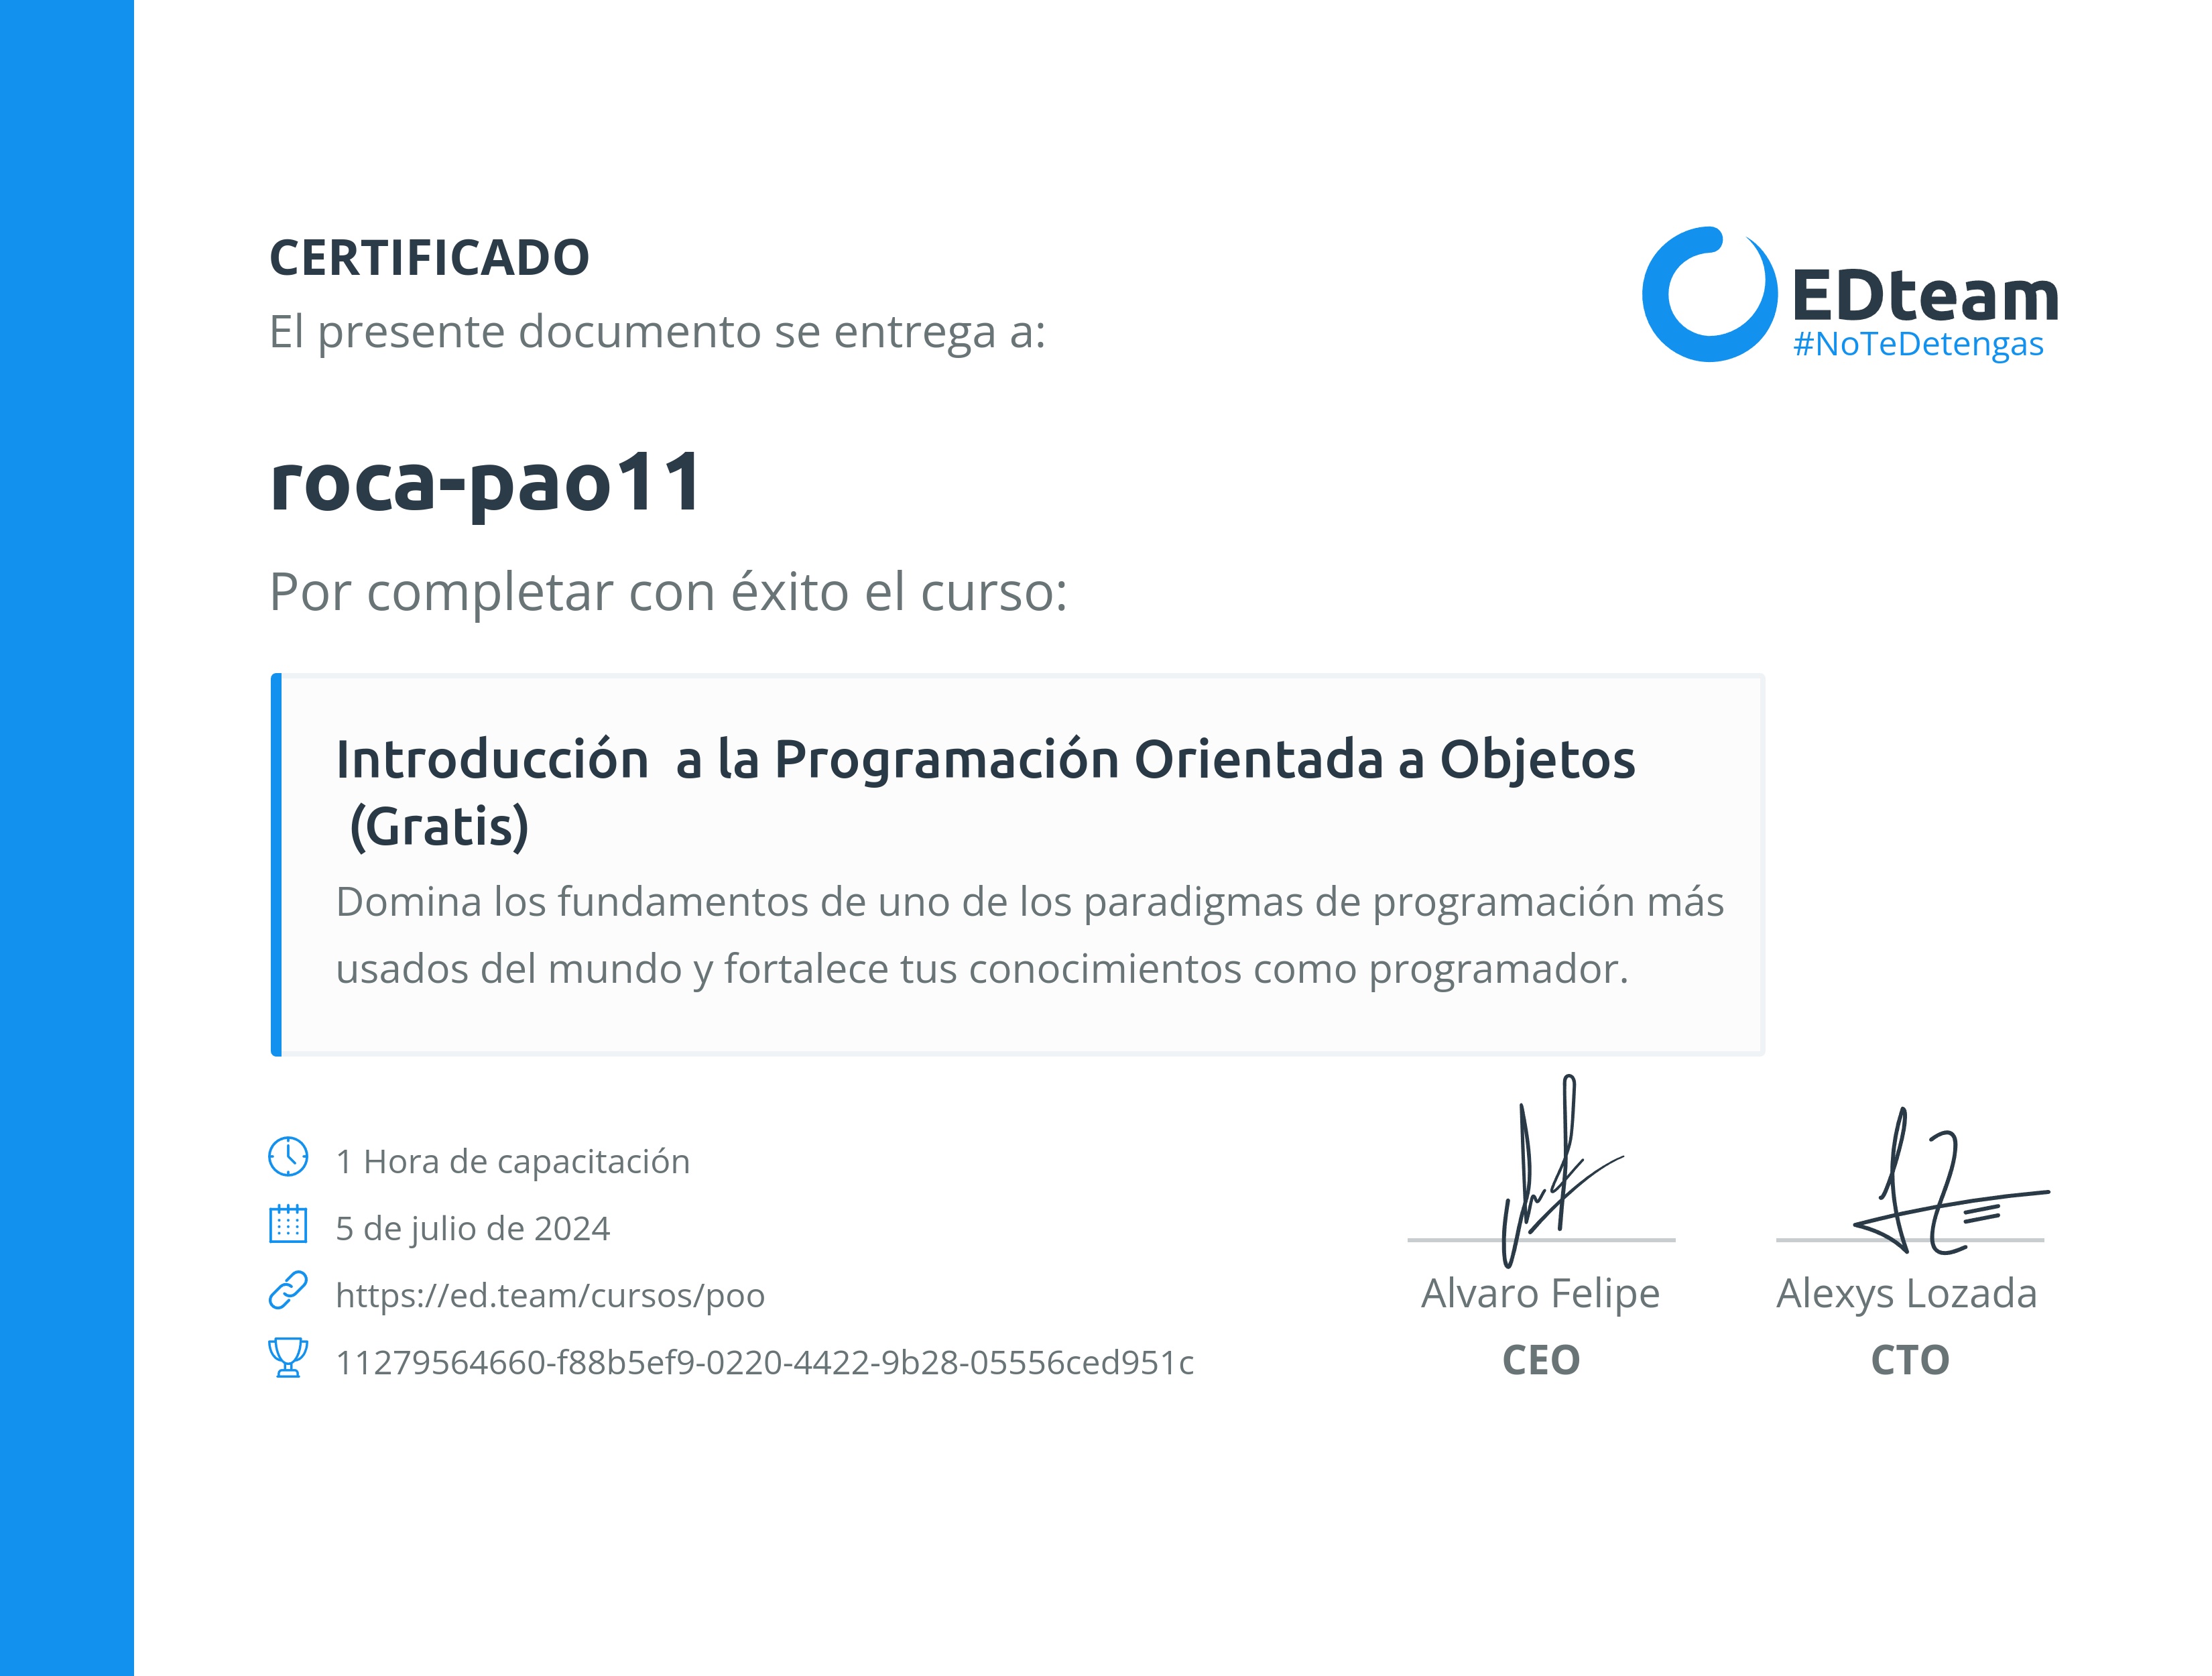 CERTIFICADO
El presente documento se entrega a:
EDteam
#NoTeDetengas
roca-pao11
Por completar con éxito el curso:
Introducción  a la Programación Orientada a Objetos
(Gratis)
Domina los fundamentos de uno de los paradigmas de programación más
usados del mundo y fortalece tus conocimientos como programador.
1 Hora de capacitación
5 de julio de 2024
https://ed.team/cursos/poo
11279564660-f88b5ef9-0220-4422-9b28-05556ced951c
Alvaro Felipe
CEO
Alexys Lozada
CTO